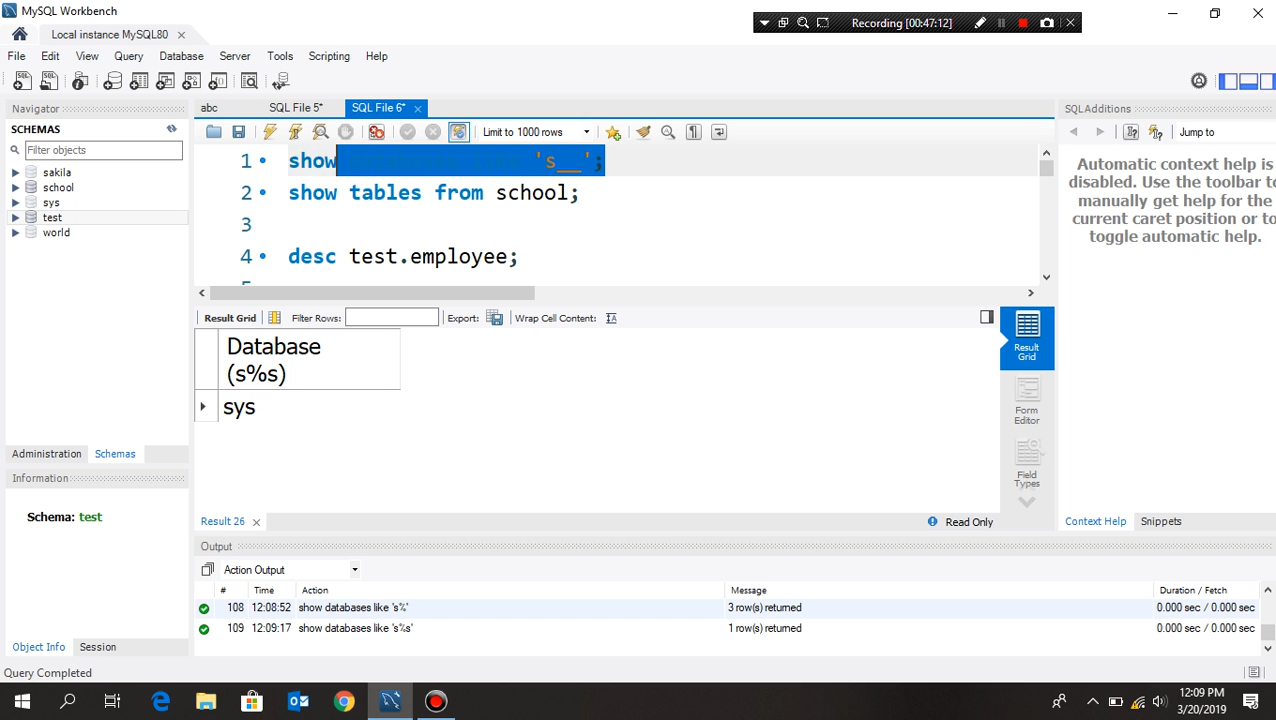 MySQL Workbench
Recording [00:47:12]
Local instance MySQL80
File Edit View Query Database Server Tools Scripting Help
Navigator
SCHEMAS
Filter objects
sakila
school
sys
test
world
Administration Schemas
Information
Schema: test
Object Info Session
Query Completed
abc SQL File 5* SQL File 6*
Limit to 1000 rows
1 show databases like 's__';
2 show tables from school;
3
4 desc test.employee;
Result Grid Filter Rows: Export: Wrap Cell Content:
Database
(s%s)
sys
Result
Grid
Form
Editor
Field
Types
Result 26 Read Only
Output
Action Output
# Time Action Message Duration / Fetch
108 12:08:52 show databases like 's%' 3 row(s) returned 0.000 sec / 0.000 sec
109 12:09:17 show databases like 's%s' 1 row(s) returned 0.000 sec / 0.000 sec
SQLAdditions
Jump to
Automatic context help is
disabled. Use the toolbar to
manually get help for the
current caret position or to
toggle automatic help.
Context Help Snippets
12:09 PM
3/20/2019